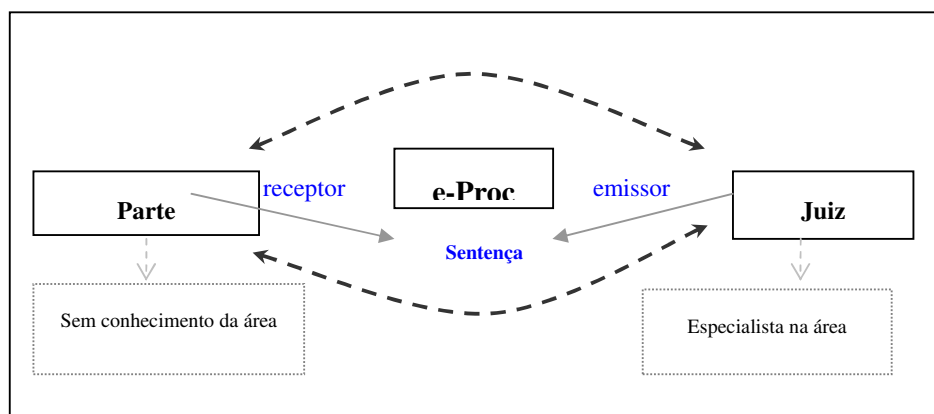 e-Proc
receptor
emissor
Parte
Juiz
Sentença
Sem conhecimento da área
Especialista na área